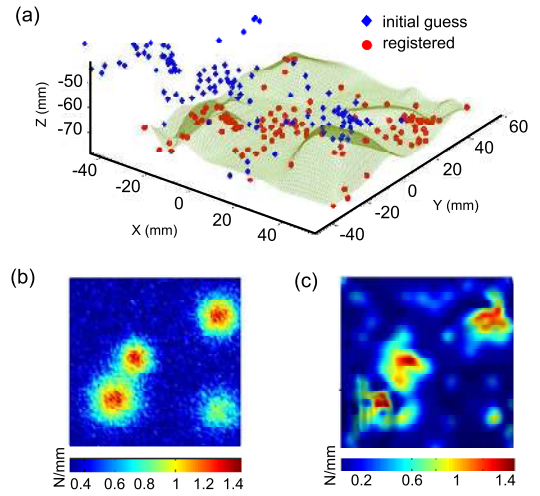 (a)
initial guess
registered
Z (mm)
-50
-60
-70
-40
-20
0
20
40
X (mm)
-40
-20
0
20
40
60
Y (mm)
(b)
(c)
N/mm
0.4 0.6 0.8 1 1.2 1.4
N/mm
0.2 0.6 1 1.4